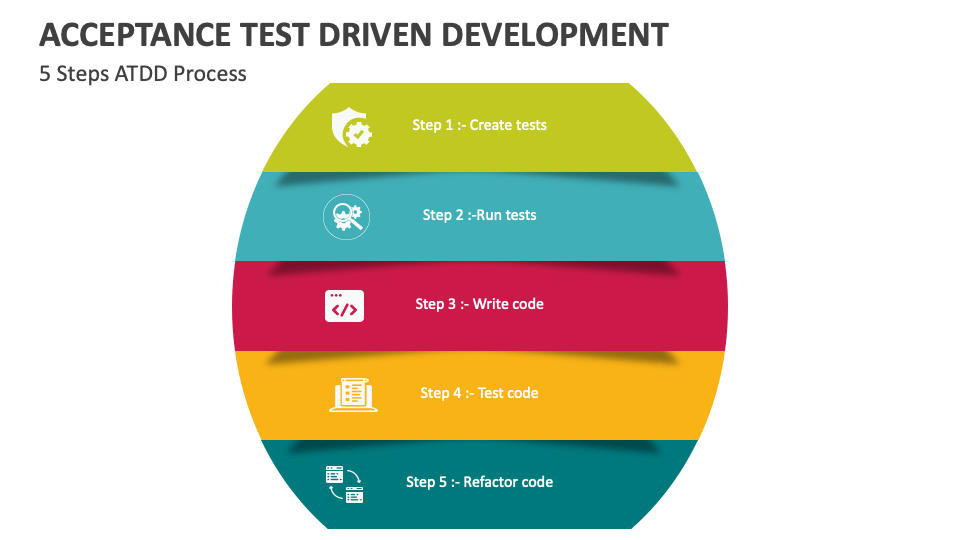 ACCEPTANCE TEST DRIVEN DEVELOPMENT
5 Steps ATDD Process
Step 1 :- Create tests
Step 2 :-Run tests
Step 3 :- Write code
Step 4 :- Test code
Step 5 :- Refactor code